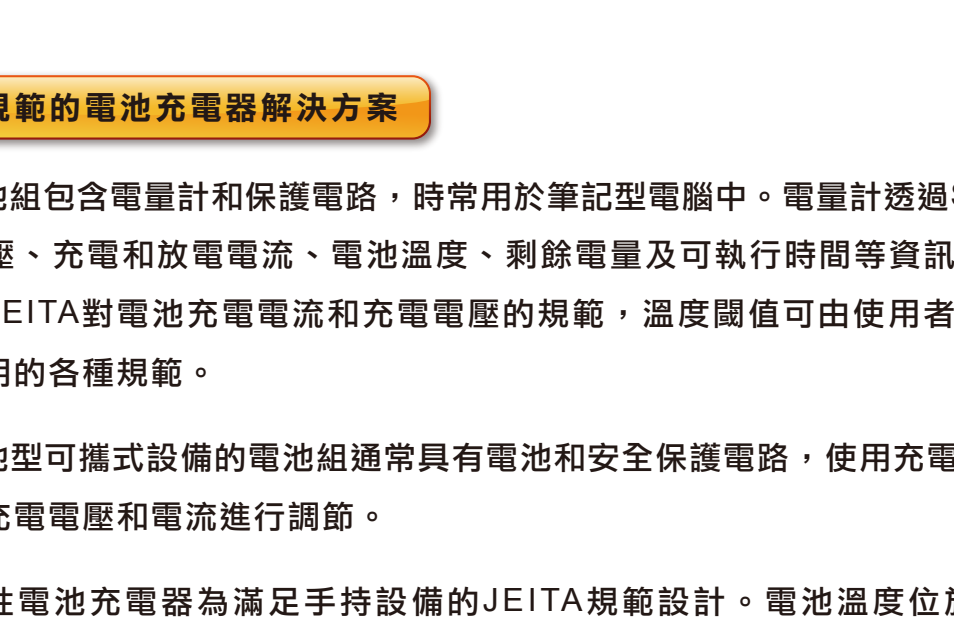 規範的電池充電器解決方案
池組包含電量計和保護電路，時常用於筆記型電腦中。電量計透過
壓、充電和放電電流、電池溫度、剩餘電量及可執行時間等資訊
EITA對電池充電電流和充電電壓的規範，溫度閾值可由使用者
用的各種規範。
池型可攜式設備的電池組通常具有電池和安全保護電路，使用充電
充電電壓和電流進行調節。
性電池充電器為滿足手持設備的JEITA規範設計。電池溫度位於